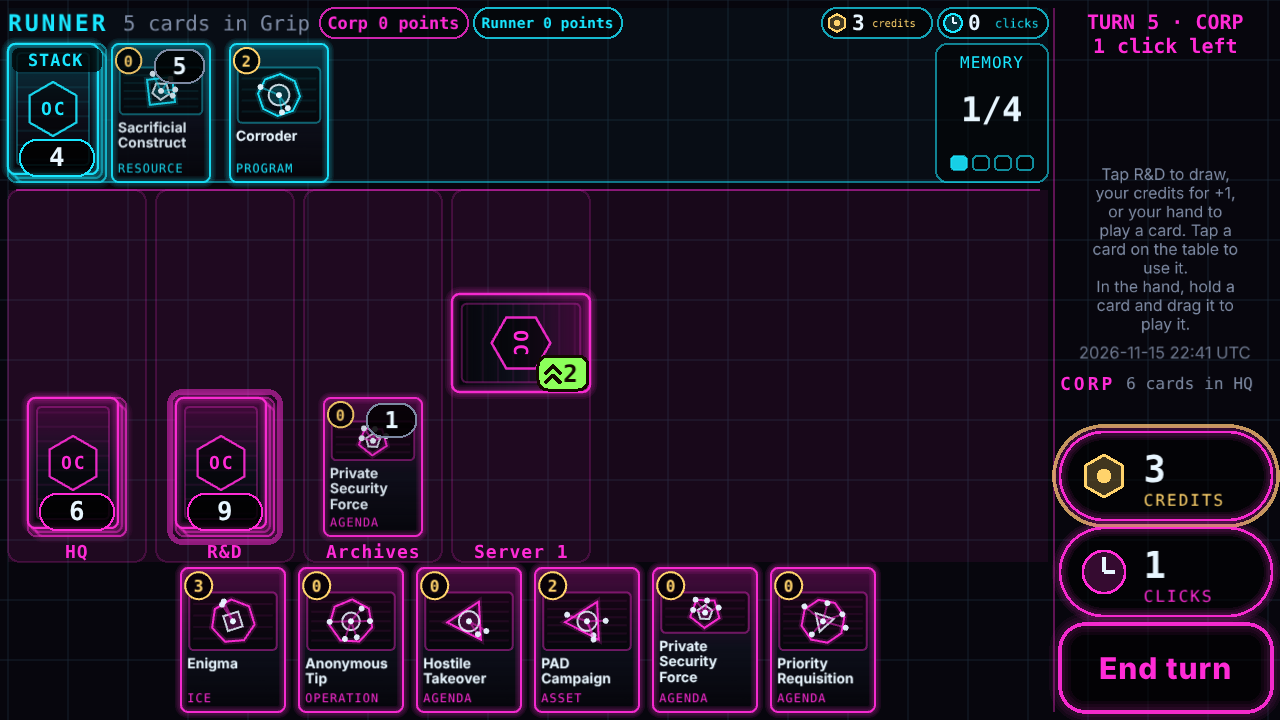 RUNNER 5 cards in Grip Corp 0 points Runner 0 points 3 credits 0 clicks
TURN 5 · CORP
1 click left
STACK
OC
4
0 5
Sacrificial
Construct
RESOURCE
2
Corroder
PROGRAM
MEMORY
1/4
Tap R&D to draw,
your credits for +1,
or your hand to
play a card. Tap a
card on the table to
use it.
In the hand, hold a
card and drag it to
play it.
2026-11-15 22:41 UTC
CORP 6 cards in HQ
OC
2
OC
6
HQ
OC
9
R&D
0 1
Private
Security
Force
AGENDA
Archives
Server 1
3
CREDITS
1
CLICKS
End turn
3
Enigma
ICE
0
Anonymous
Tip
OPERATION
0
Hostile
Takeover
AGENDA
2
PAD
Campaign
ASSET
0
Private
Security
Force
AGENDA
0
Priority
Requisition
AGENDA